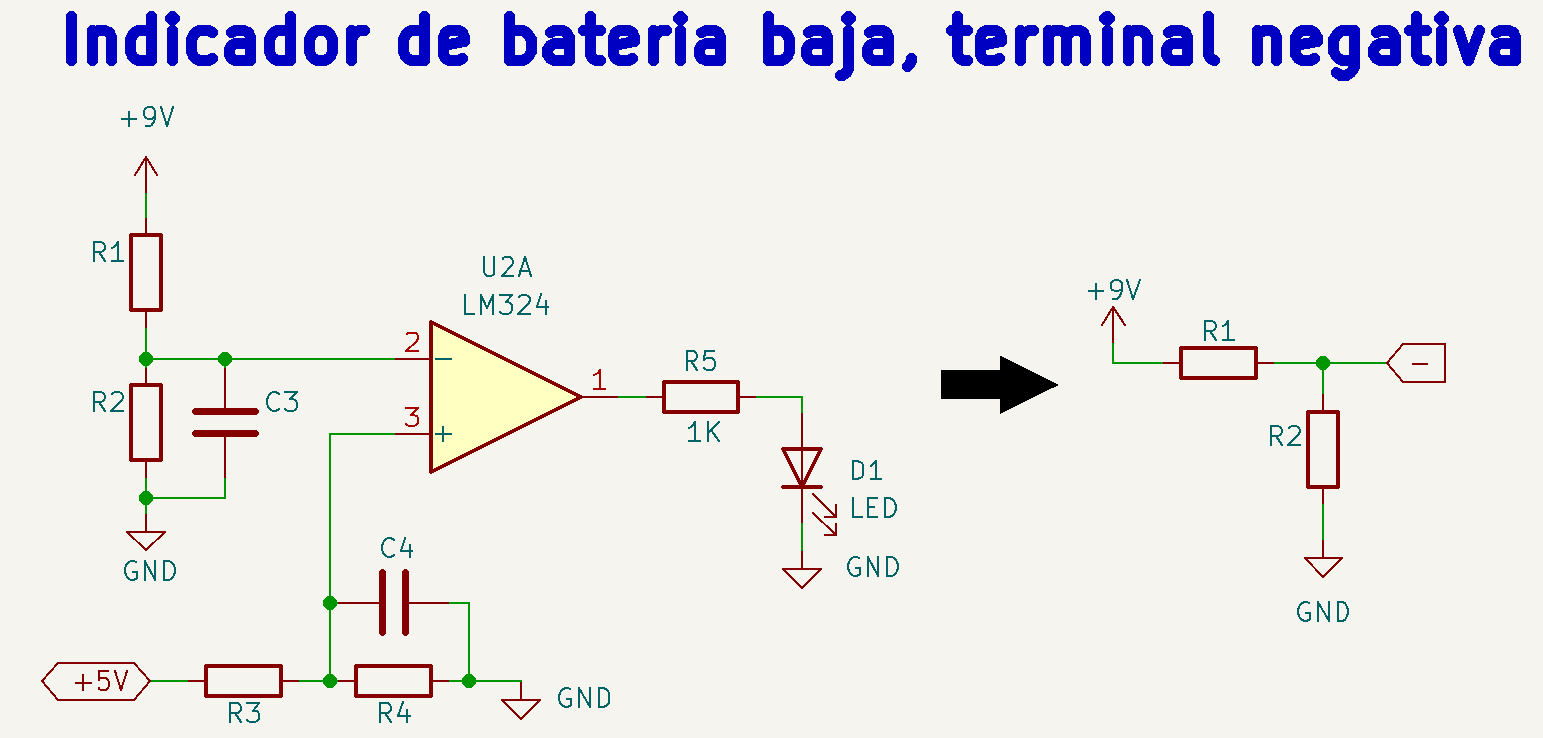 Indicador de bateria baja, terminal negativa
+9V
R1
R2
C3
GND
U2A
LM324
2
−
3
+
1
R5
1K
D1
LED
GND
C4
+5V
R3
R4
GND
+9V
R1
−
R2
GND